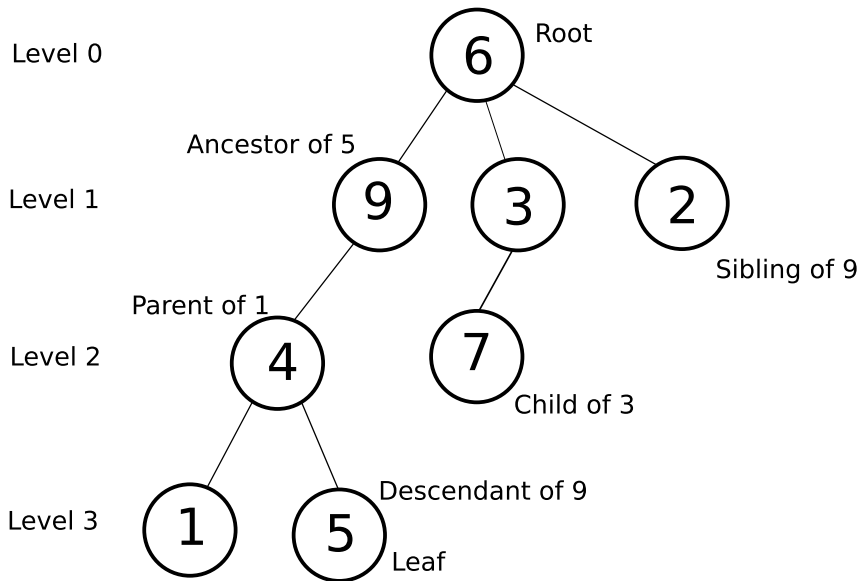 Level 0
6
Root
Ancestor of 5
Level 1
9
3
2
Sibling of 9
Parent of 1
Level 2
4
7
Child of 3
Level 3
1
5
Descendant of 9
Leaf